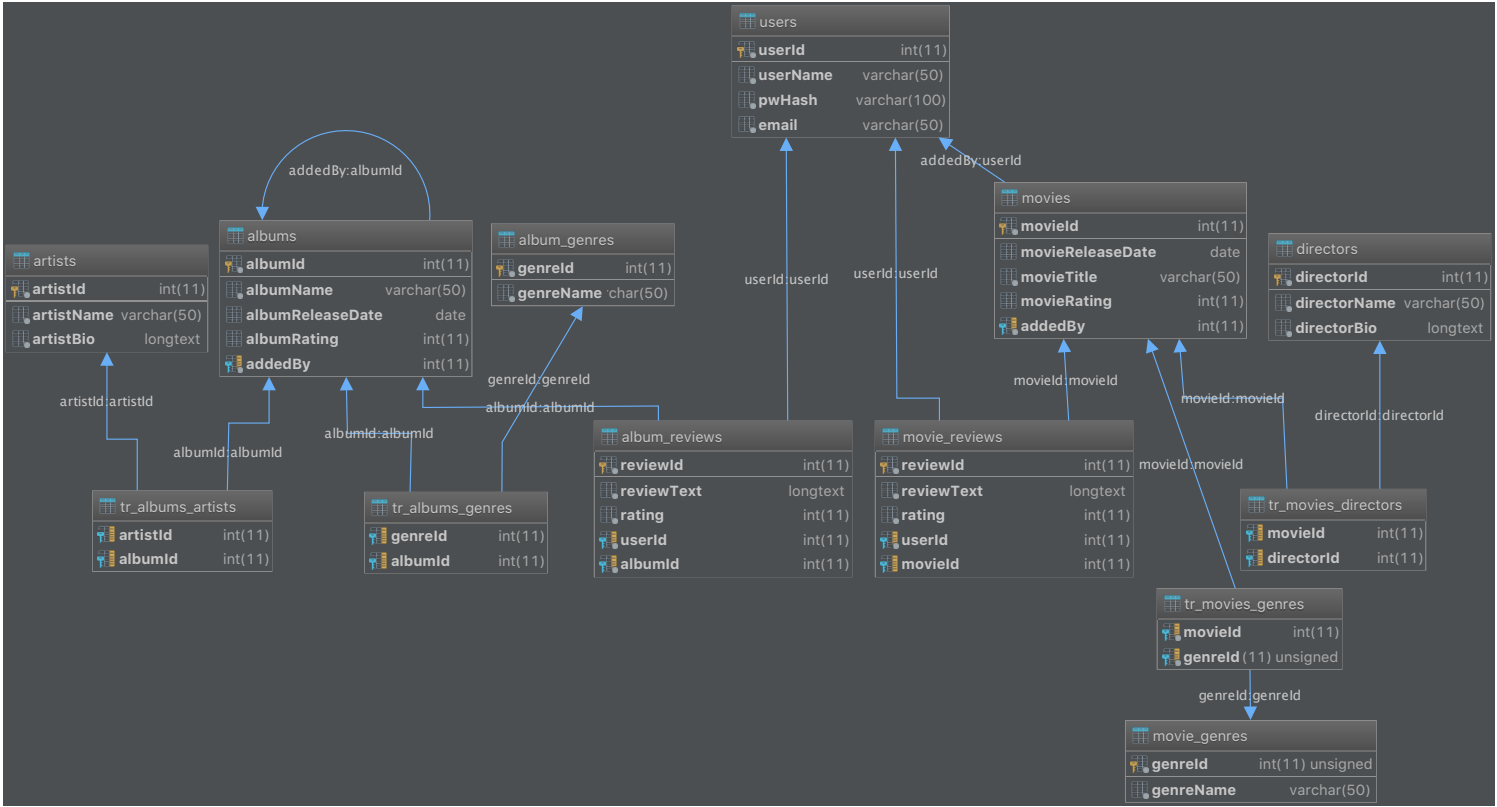 users
userId int(11)
userName varchar(50)
pwHash varchar(100)
email varchar(50)
addedBy:albumId
addedBy:userId
albums
albumId int(11)
albumName varchar(50)
albumReleaseDate date
albumRating int(11)
addedBy int(11)
artists
artistId int(11)
artistName varchar(50)
artistBio longtext
album_genres
genreId int(11)
genreName char(50)
movies
movieId int(11)
movieReleaseDate date
movieTitle varchar(50)
movieRating int(11)
addedBy int(11)
directors
directorId int(11)
directorName varchar(50)
directorBio longtext
userId:userId
userId:userId
artistId:artistId
albumId:albumId
albumId:albumId
genreId:genreId
albumId:albumId
movieId:movieId
movieId:movieId
movieId:movieId
directorId:directorId
tr_albums_artists
artistId int(11)
albumId int(11)
tr_albums_genres
genreId int(11)
albumId int(11)
album_reviews
reviewId int(11)
reviewText longtext
rating int(11)
userId int(11)
albumId int(11)
movie_reviews
reviewId int(11)
reviewText longtext
rating int(11)
userId int(11)
movieId int(11)
tr_movies_directors
movieId int(11)
directorId int(11)
tr_movies_genres
movieId int(11)
genreId (11) unsigned
genreId:genreId
movie_genres
genreId int(11) unsigned
genreName varchar(50)